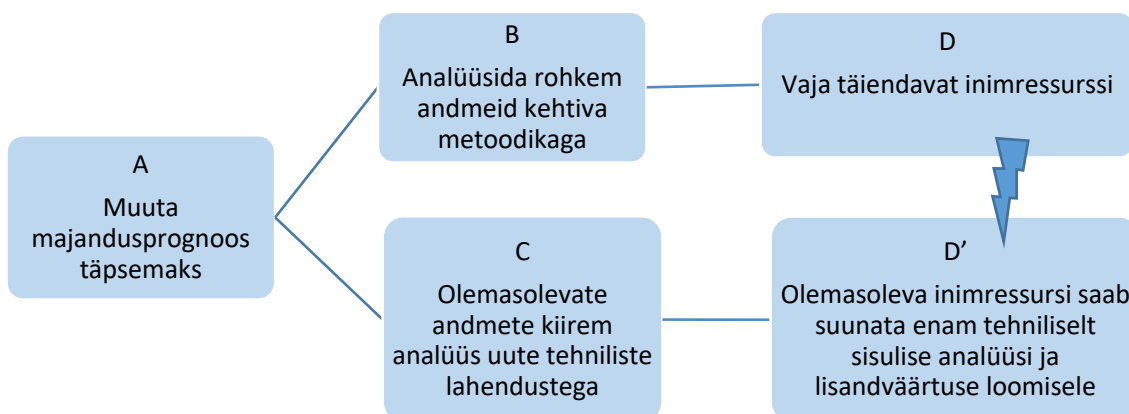 A
Muuta
majandusprognoos
täpsemaks
B
Analüüsida rohkem
andmeid kehtiva
metoodikaga
D
Vaja täiendavat inimressurssi
C
Olemasolevate
andmete kiirem
analüüs uute tehniliste
lahendustega
D’
Olemasoleva inimressursi saab
suunata enam tehniliselt
sisulise analüüsi ja
lisandväärtuse loomisele